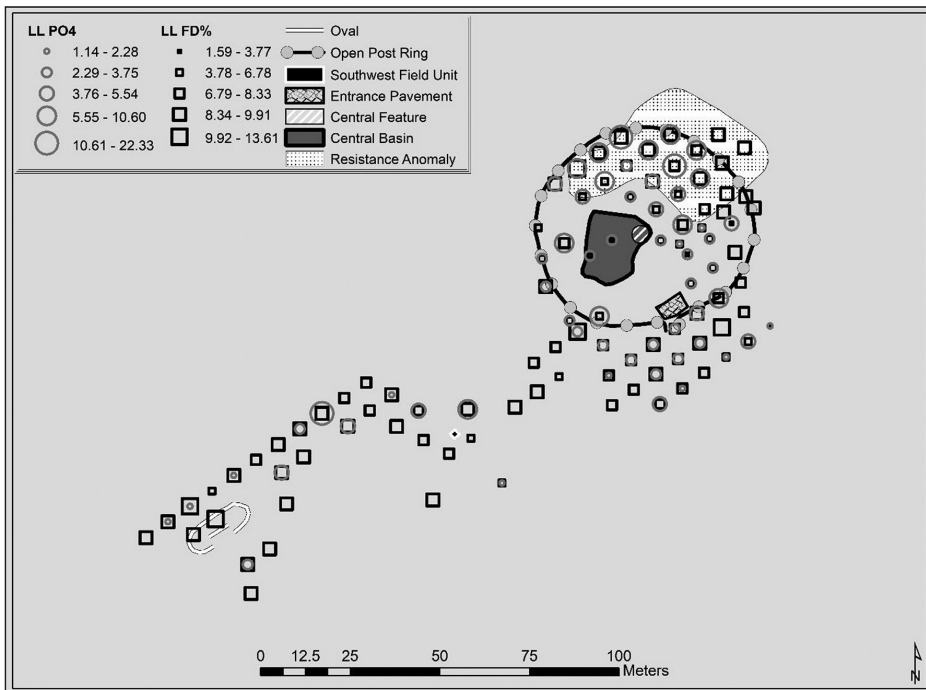 LL PO4
1.14 - 2.28
2.29 - 3.75
3.76 - 5.54
5.55 - 10.60
10.61 - 22.33
LL FD%
1.59 - 3.77
3.78 - 6.78
6.79 - 8.33
8.34 - 9.91
9.92 - 13.61
Oval
Open Post Ring
Southwest Field Unit
Entrance Pavement
Central Feature
Central Basin
Resistance Anomaly
0 12.5 25 50 75 100
Meters
N